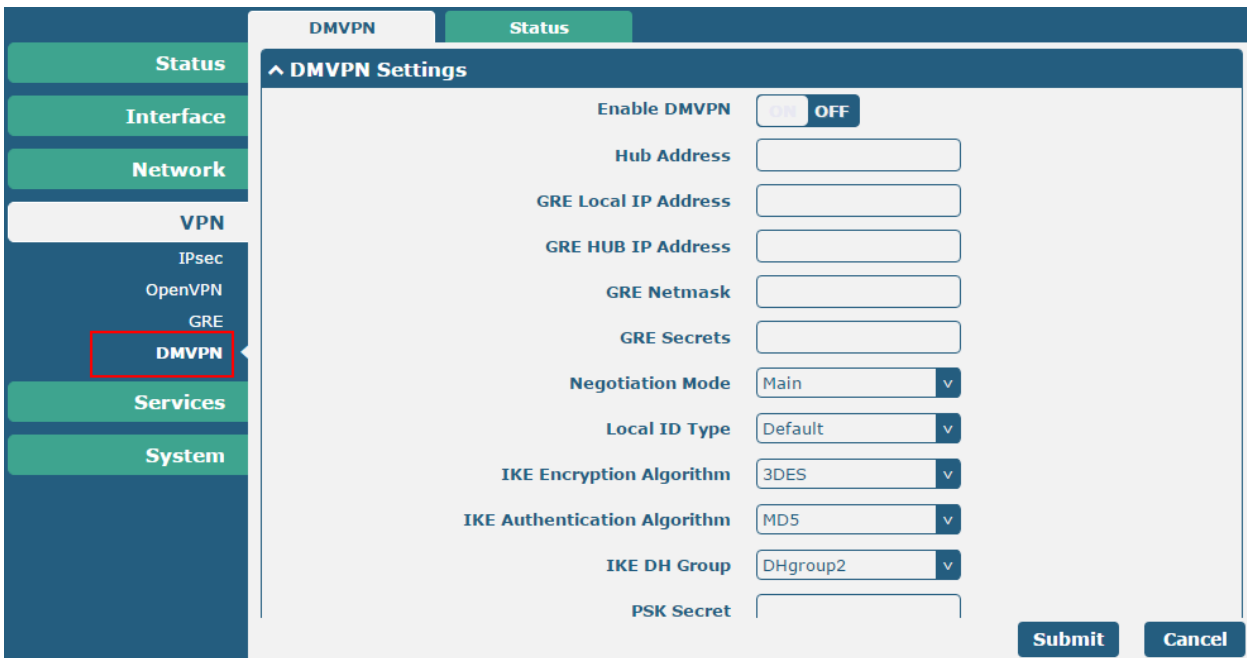 DMVPN Status
Status
Interface
Network
VPN
IPsec
OpenVPN
GRE
DMVPN
Services
System
DMVPN Settings
Enable DMVPN ON OFF
Hub Address
GRE Local IP Address
GRE HUB IP Address
GRE Netmask
GRE Secrets
Negotiation Mode Main
Local ID Type Default
IKE Encryption Algorithm 3DES
IKE Authentication Algorithm MD5
IKE DH Group DHgroup2
PSK Secret
Submit Cancel